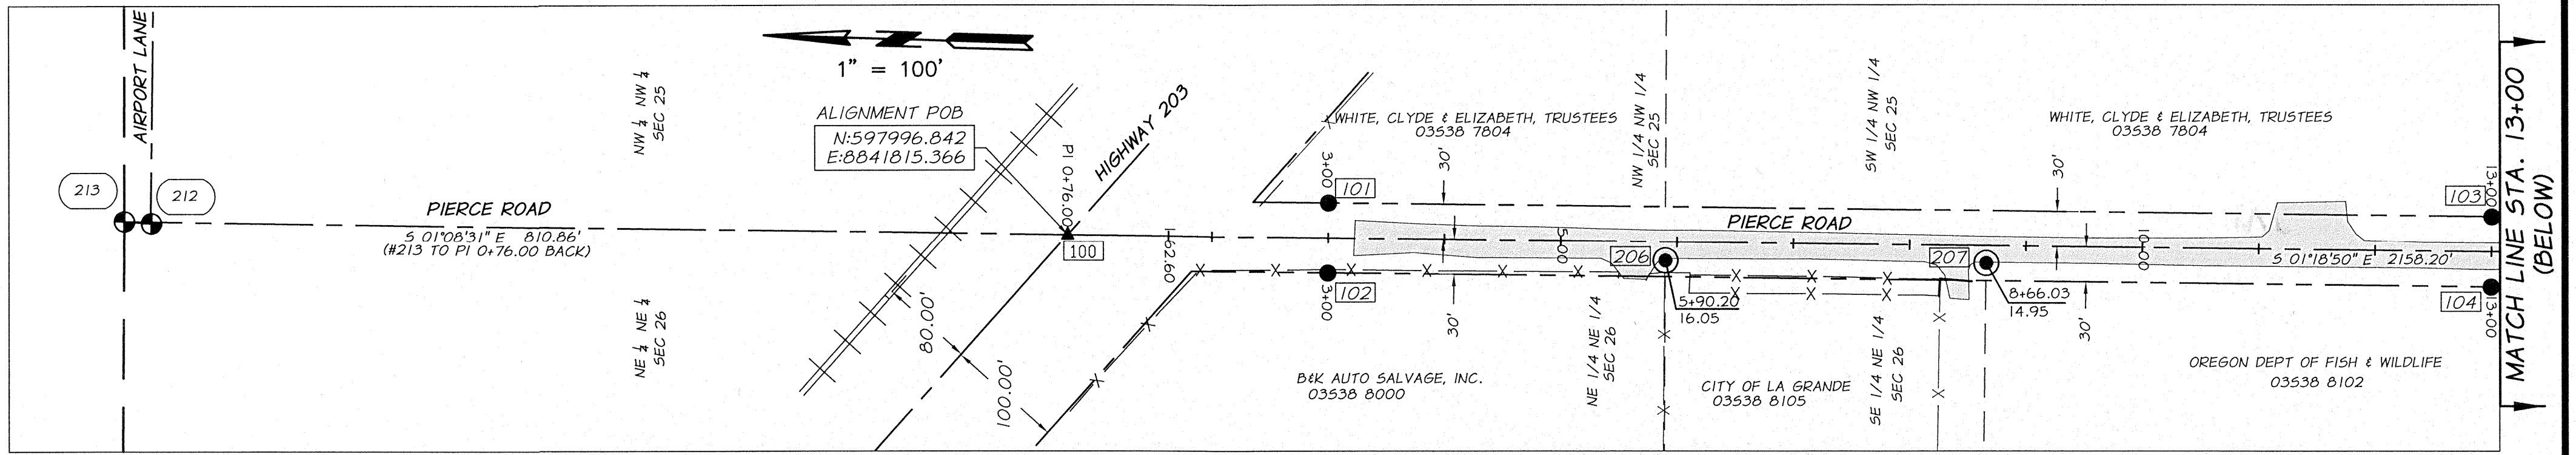 AIRPORT LANE
213
212
PIERCE ROAD
S 01°08'31" E 810.86'
(#213 TO PI 0+76.00 BACK)
NW ¼ NW ¼
SEC 25
NE ¼ NE ¼
SEC 26
1" = 100'
ALIGNMENT POB
N:597996.842
E:8841815.366
PI 0+76.00
HIGHWAY 203
100
80.00'
100.00'
1+62.60
3+00
101
3+00
102
WHITE, CLYDE & ELIZABETH, TRUSTEES
03S38 7804
30'
30'
5+00
B&K AUTO SALVAGE, INC.
03S38 8000
NW 1/4 NW 1/4
SEC 25
NE 1/4 NE 1/4
SEC 26
206
5+90.20
16.05
PIERCE ROAD
SW 1/4 NW 1/4
SEC 25
SE 1/4 NE 1/4
SEC 26
CITY OF LA GRANDE
03S38 8105
207
8+66.03
14.95
30'
30'
10+00
WHITE, CLYDE & ELIZABETH, TRUSTEES
03S38 7804
S 01°18'50" E 2158.20'
OREGON DEPT OF FISH & WILDLIFE
03S38 8102
103
13+00
104
13+00
MATCH LINE STA. 13+00
(BELOW)